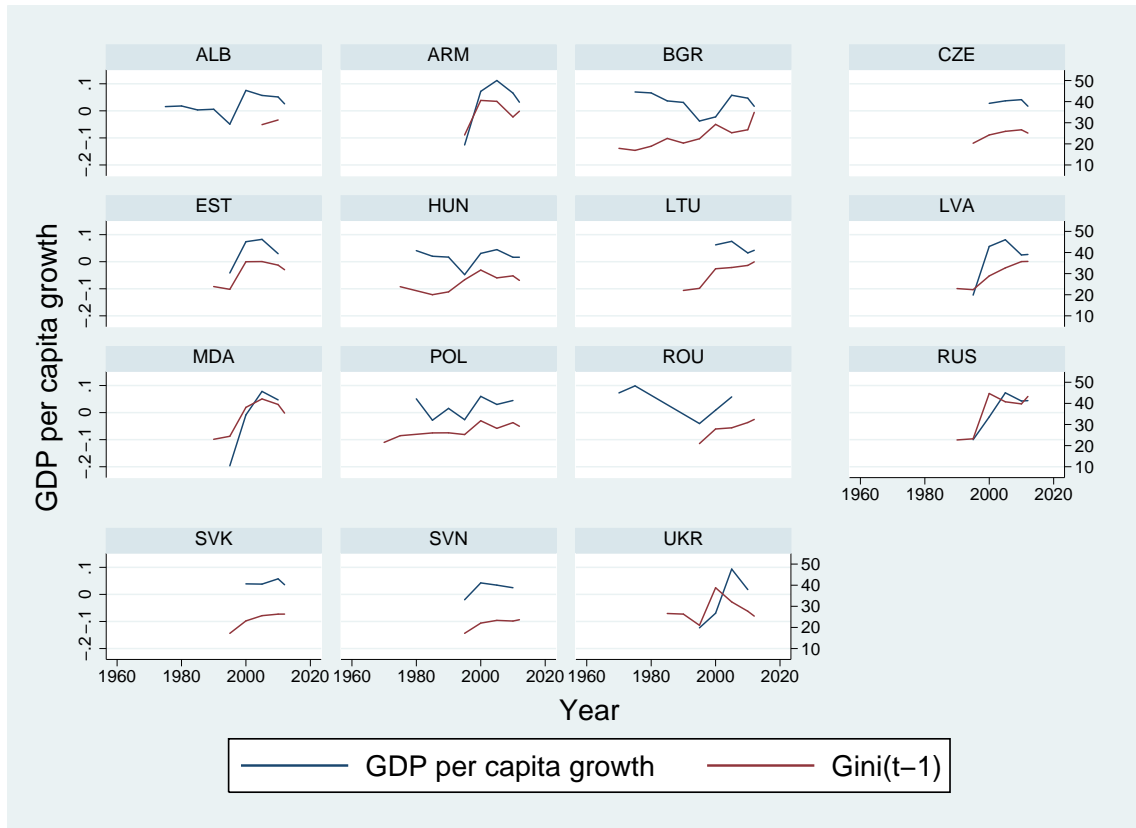 ALB ARM BGR CZE
.1 0 -.1 -.2
50 40 30 20 10
EST HUN LTU LVA
.1 0 -.1 -.2
50 40 30 20 10
MDA POL ROU RUS
.1 0 -.1 -.2
50 40 30 20 10
1960 1980 2000 2020
SVK SVN UKR
.1 0 -.1 -.2
50 40 30 20 10
1960 1980 2000 2020 1960 1980 2000 2020 1960 1980 2000 2020
GDP per capita growth
Year
GDP per capita growth Gini(t−1)